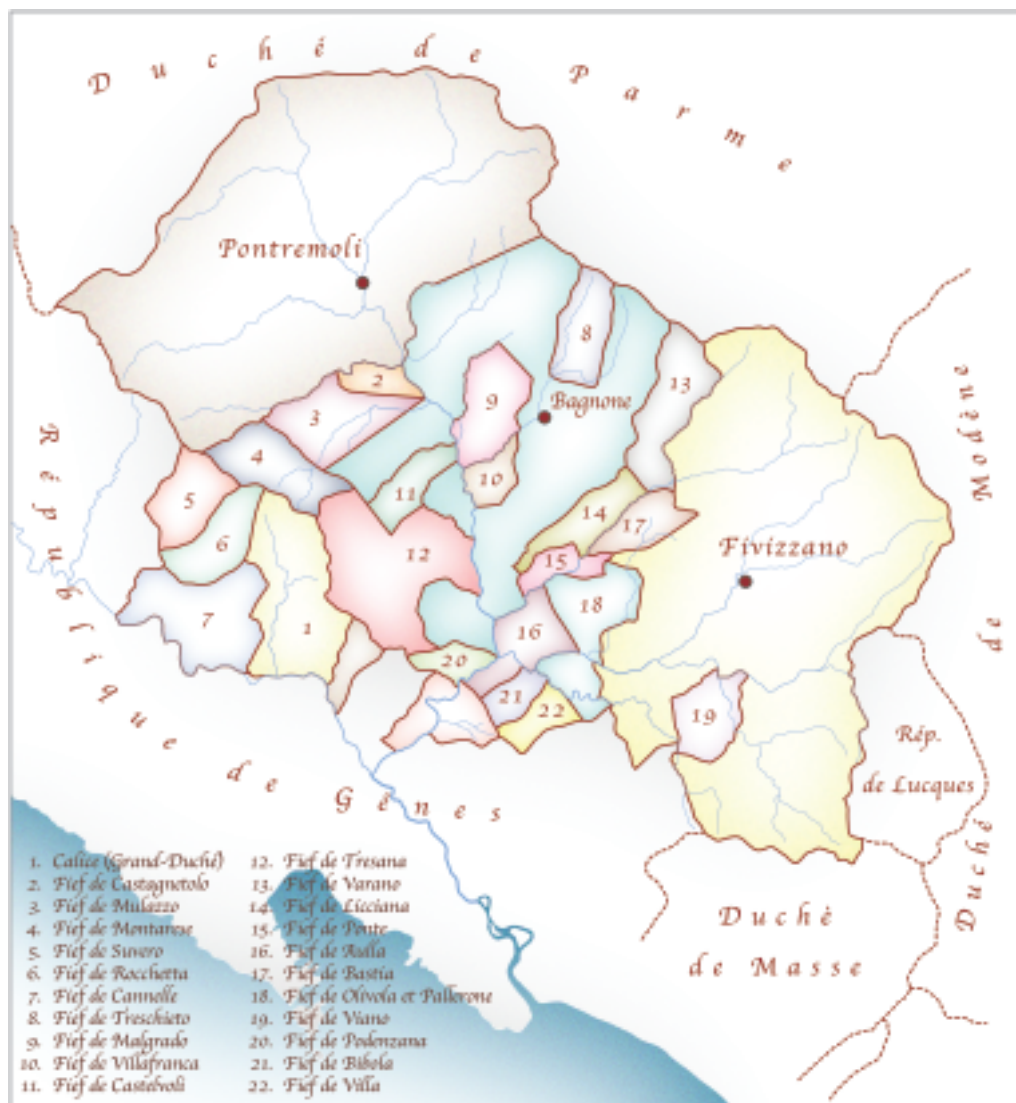 Duché de Parme
Pontremoli
8
2
13
3
9
Bagnone
République de Gênes
Duché de Modène
4
10
5
11
14
17
6
12
15
Fivizzano
18
7
1
16
20
21
22
19
Rép.
de Lucques
Duché
de Masse
1. Calice (Grand-Duché)
2. Fief de Castagnetolo
3. Fief de Mulazzo
4. Fief de Montarese
5. Fief de Suvero
6. Fief de Rocchetta
7. Fief de Cannelle
8. Fief de Treschieto
9. Fief de Malgrado
10. Fief de Villafranca
11. Fief de Castelvoli
12. Fief de Tresana
13. Fief de Varano
14. Fief de Licciana
15. Fief de Ponte
16. Fief de Aulla
17. Fief de Bastia
18. Fief de Olivola et Pallerone
19. Fief de Viano
20. Fief de Podenzana
21. Fief de Bibola
22. Fief de Villa